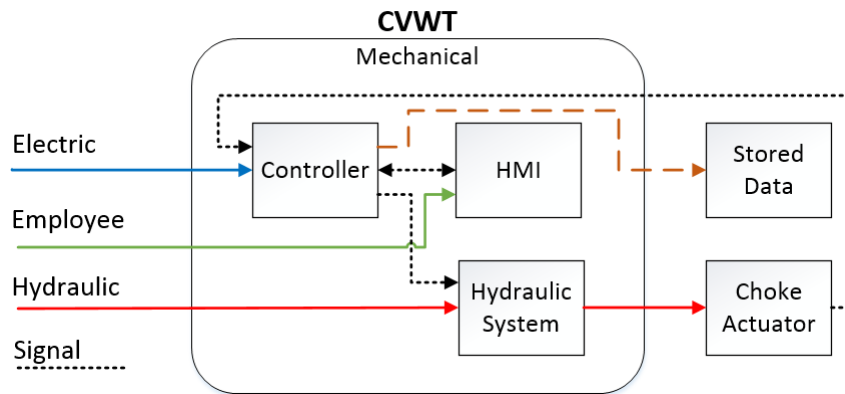 CVWT
Mechanical
Electric
Controller
HMI
Stored
Data
Employee
Hydraulic
Hydraulic
System
Choke
Actuator
Signal